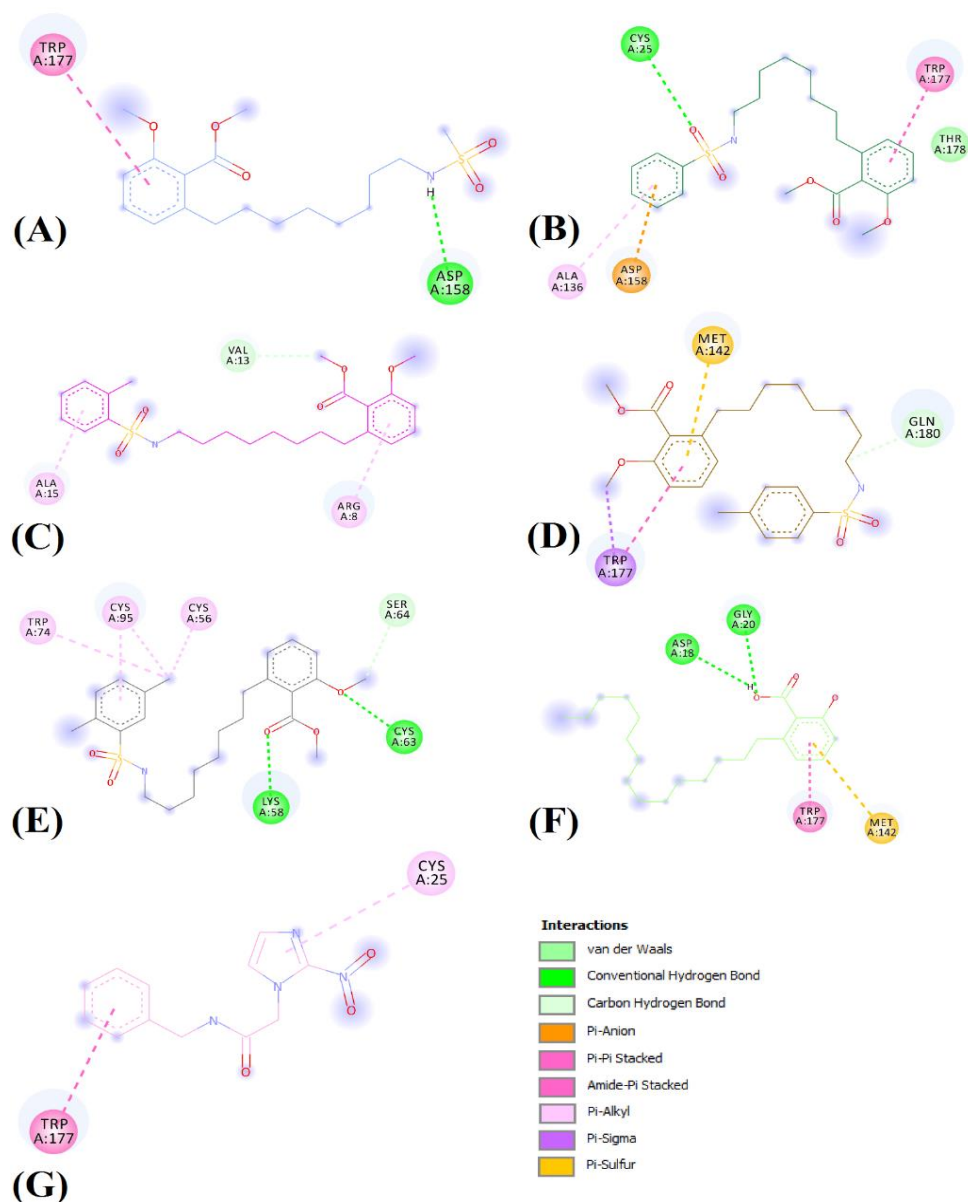 TRP
A:177
O
O
O
O
N
H
S
O
O
ASP
A:158
(A)
CYS
A:25
TRP
A:177
THR
A:178
O
S
N
O
O
O
O
ALA
A:136
ASP
A:158
(B)
VAL
A:13
O
O
O
O
S
N
O
ALA
A:15
ARG
A:8
(C)
MET
A:142
GLN
A:180
O
O
O
N
S
O
O
TRP
A:177
(D)
TRP
A:74
CYS
A:95
CYS
A:56
SER
A:64
O
O
O
O
S
N
O
CYS
A:63
LYS
A:58
(E)
ASP
A:18
GLY
A:20
H
O
O
O
TRP
A:177
MET
A:142
(F)
CYS
A:25
N
N
N
O
O
N
O
TRP
A:177
(G)
Interactions
van der Waals
Conventional Hydrogen Bond
Carbon Hydrogen Bond
Pi-Anion
Pi-Pi Stacked
Amide-Pi Stacked
Pi-Alkyl
Pi-Sigma
Pi-Sulfur